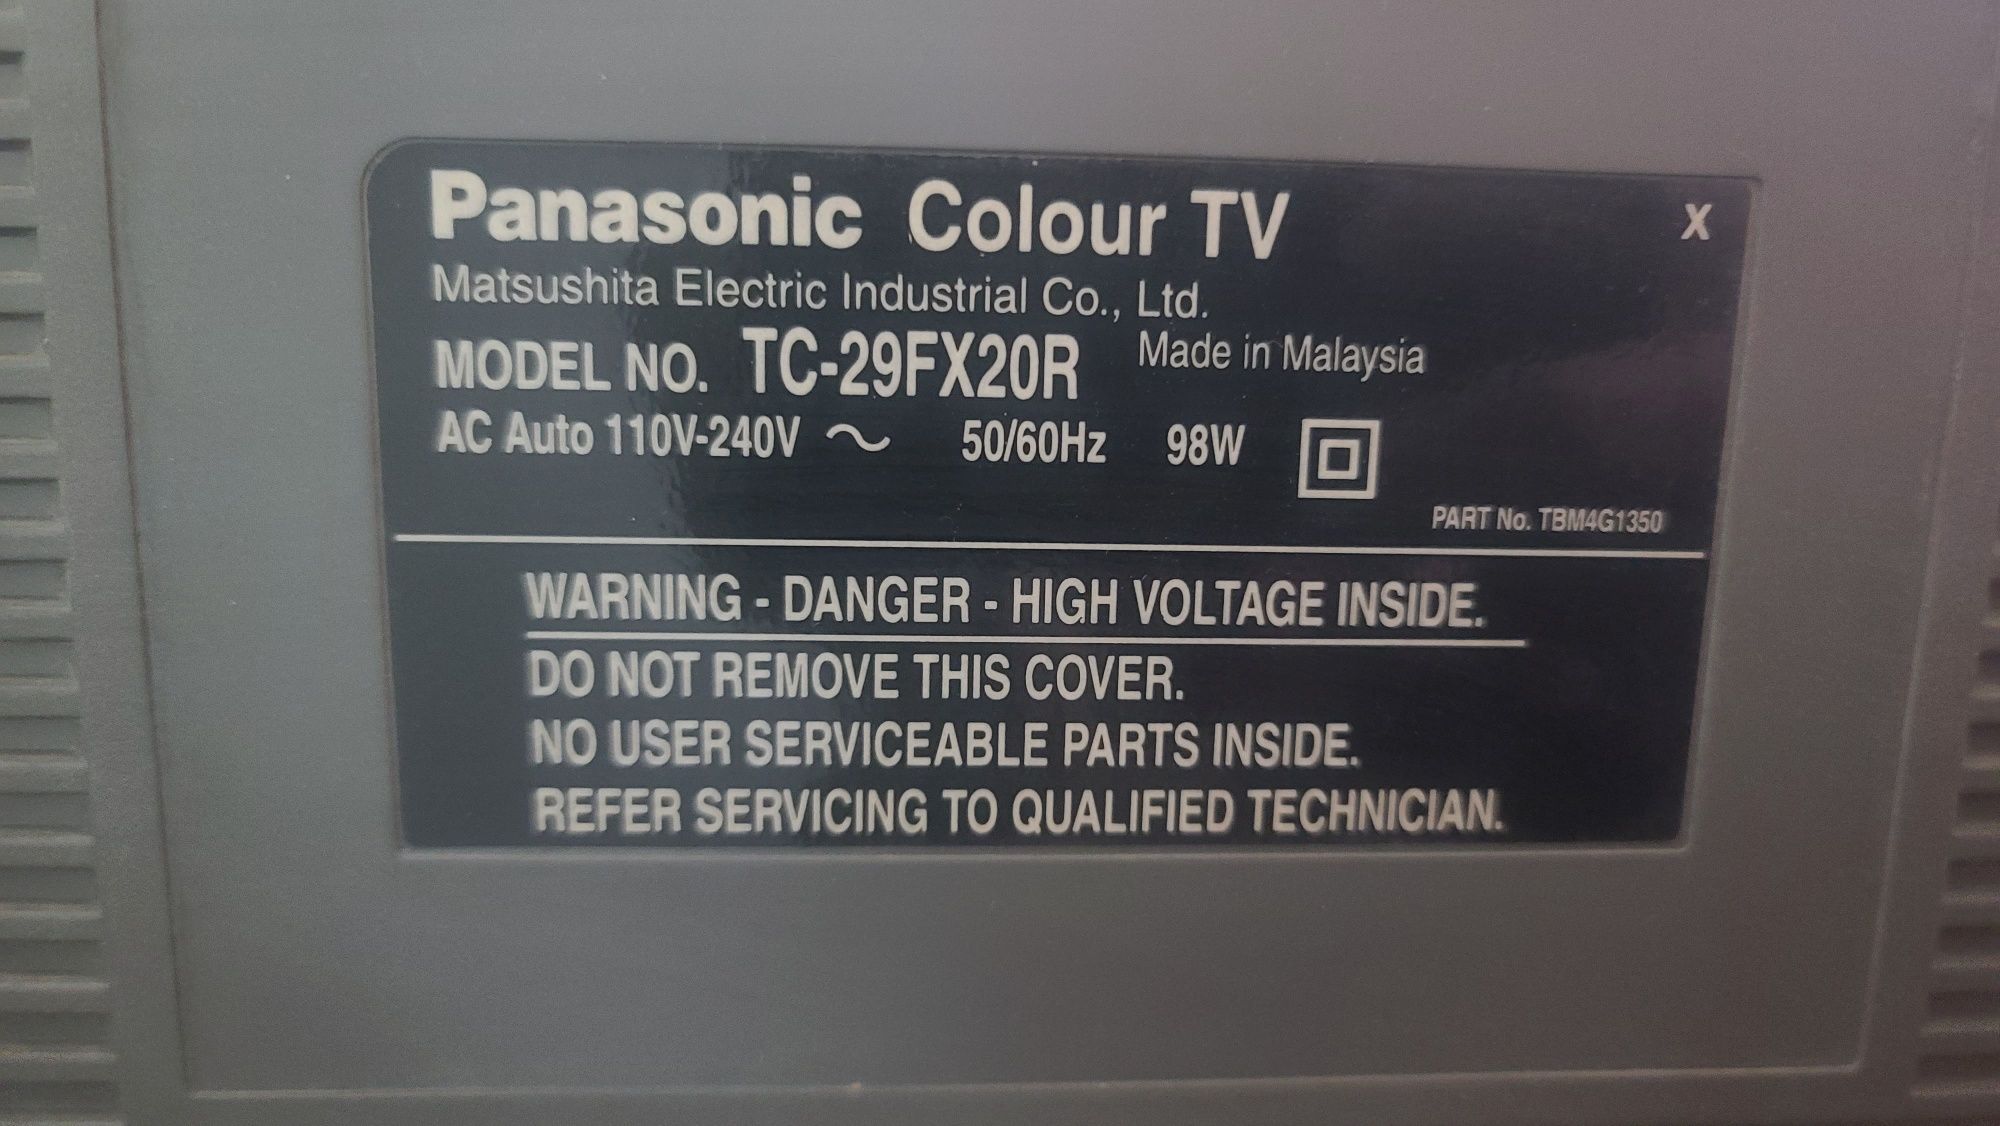 Panasonic Colour TV X
Matsushita Electric Industrial Co., Ltd.
MODEL NO. TC-29FX20R Made in Malaysia
AC Auto 110V-240V ~ 50/60Hz 98W
PART No. TBM4G1350
WARNING - DANGER - HIGH VOLTAGE INSIDE.
DO NOT REMOVE THIS COVER.
NO USER SERVICEABLE PARTS INSIDE.
REFER SERVICING TO QUALIFIED TECHNICIAN.